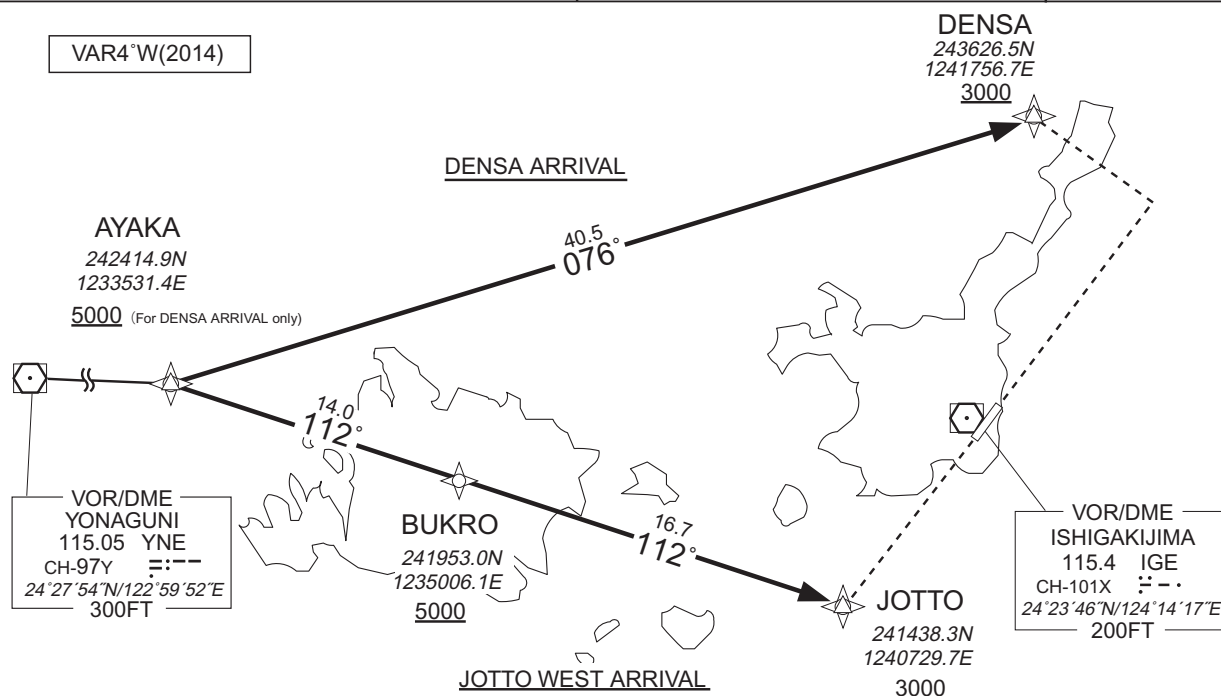 VAR4°W(2014)
DENSA
243626.5N
1241756.7E
3000
DENSA ARRIVAL
AYAKA
242414.9N
1233531.4E
5000 (For DENSA ARRIVAL only)
40.5
076°
14.0
112°
VOR/DME
YONAGUNI
115.05 YNE
CH-97Y
24°27´54˝N/122°59´52˝E
300FT
BUKRO
241953.0N
1235006.1E
5000
16.7
112°
JOTTO
241438.3N
1240729.7E
3000
VOR/DME
ISHIGAKIJIMA
115.4 IGE
CH-101X
24°23´46˝N/124°14´17˝E
200FT
JOTTO WEST ARRIVAL